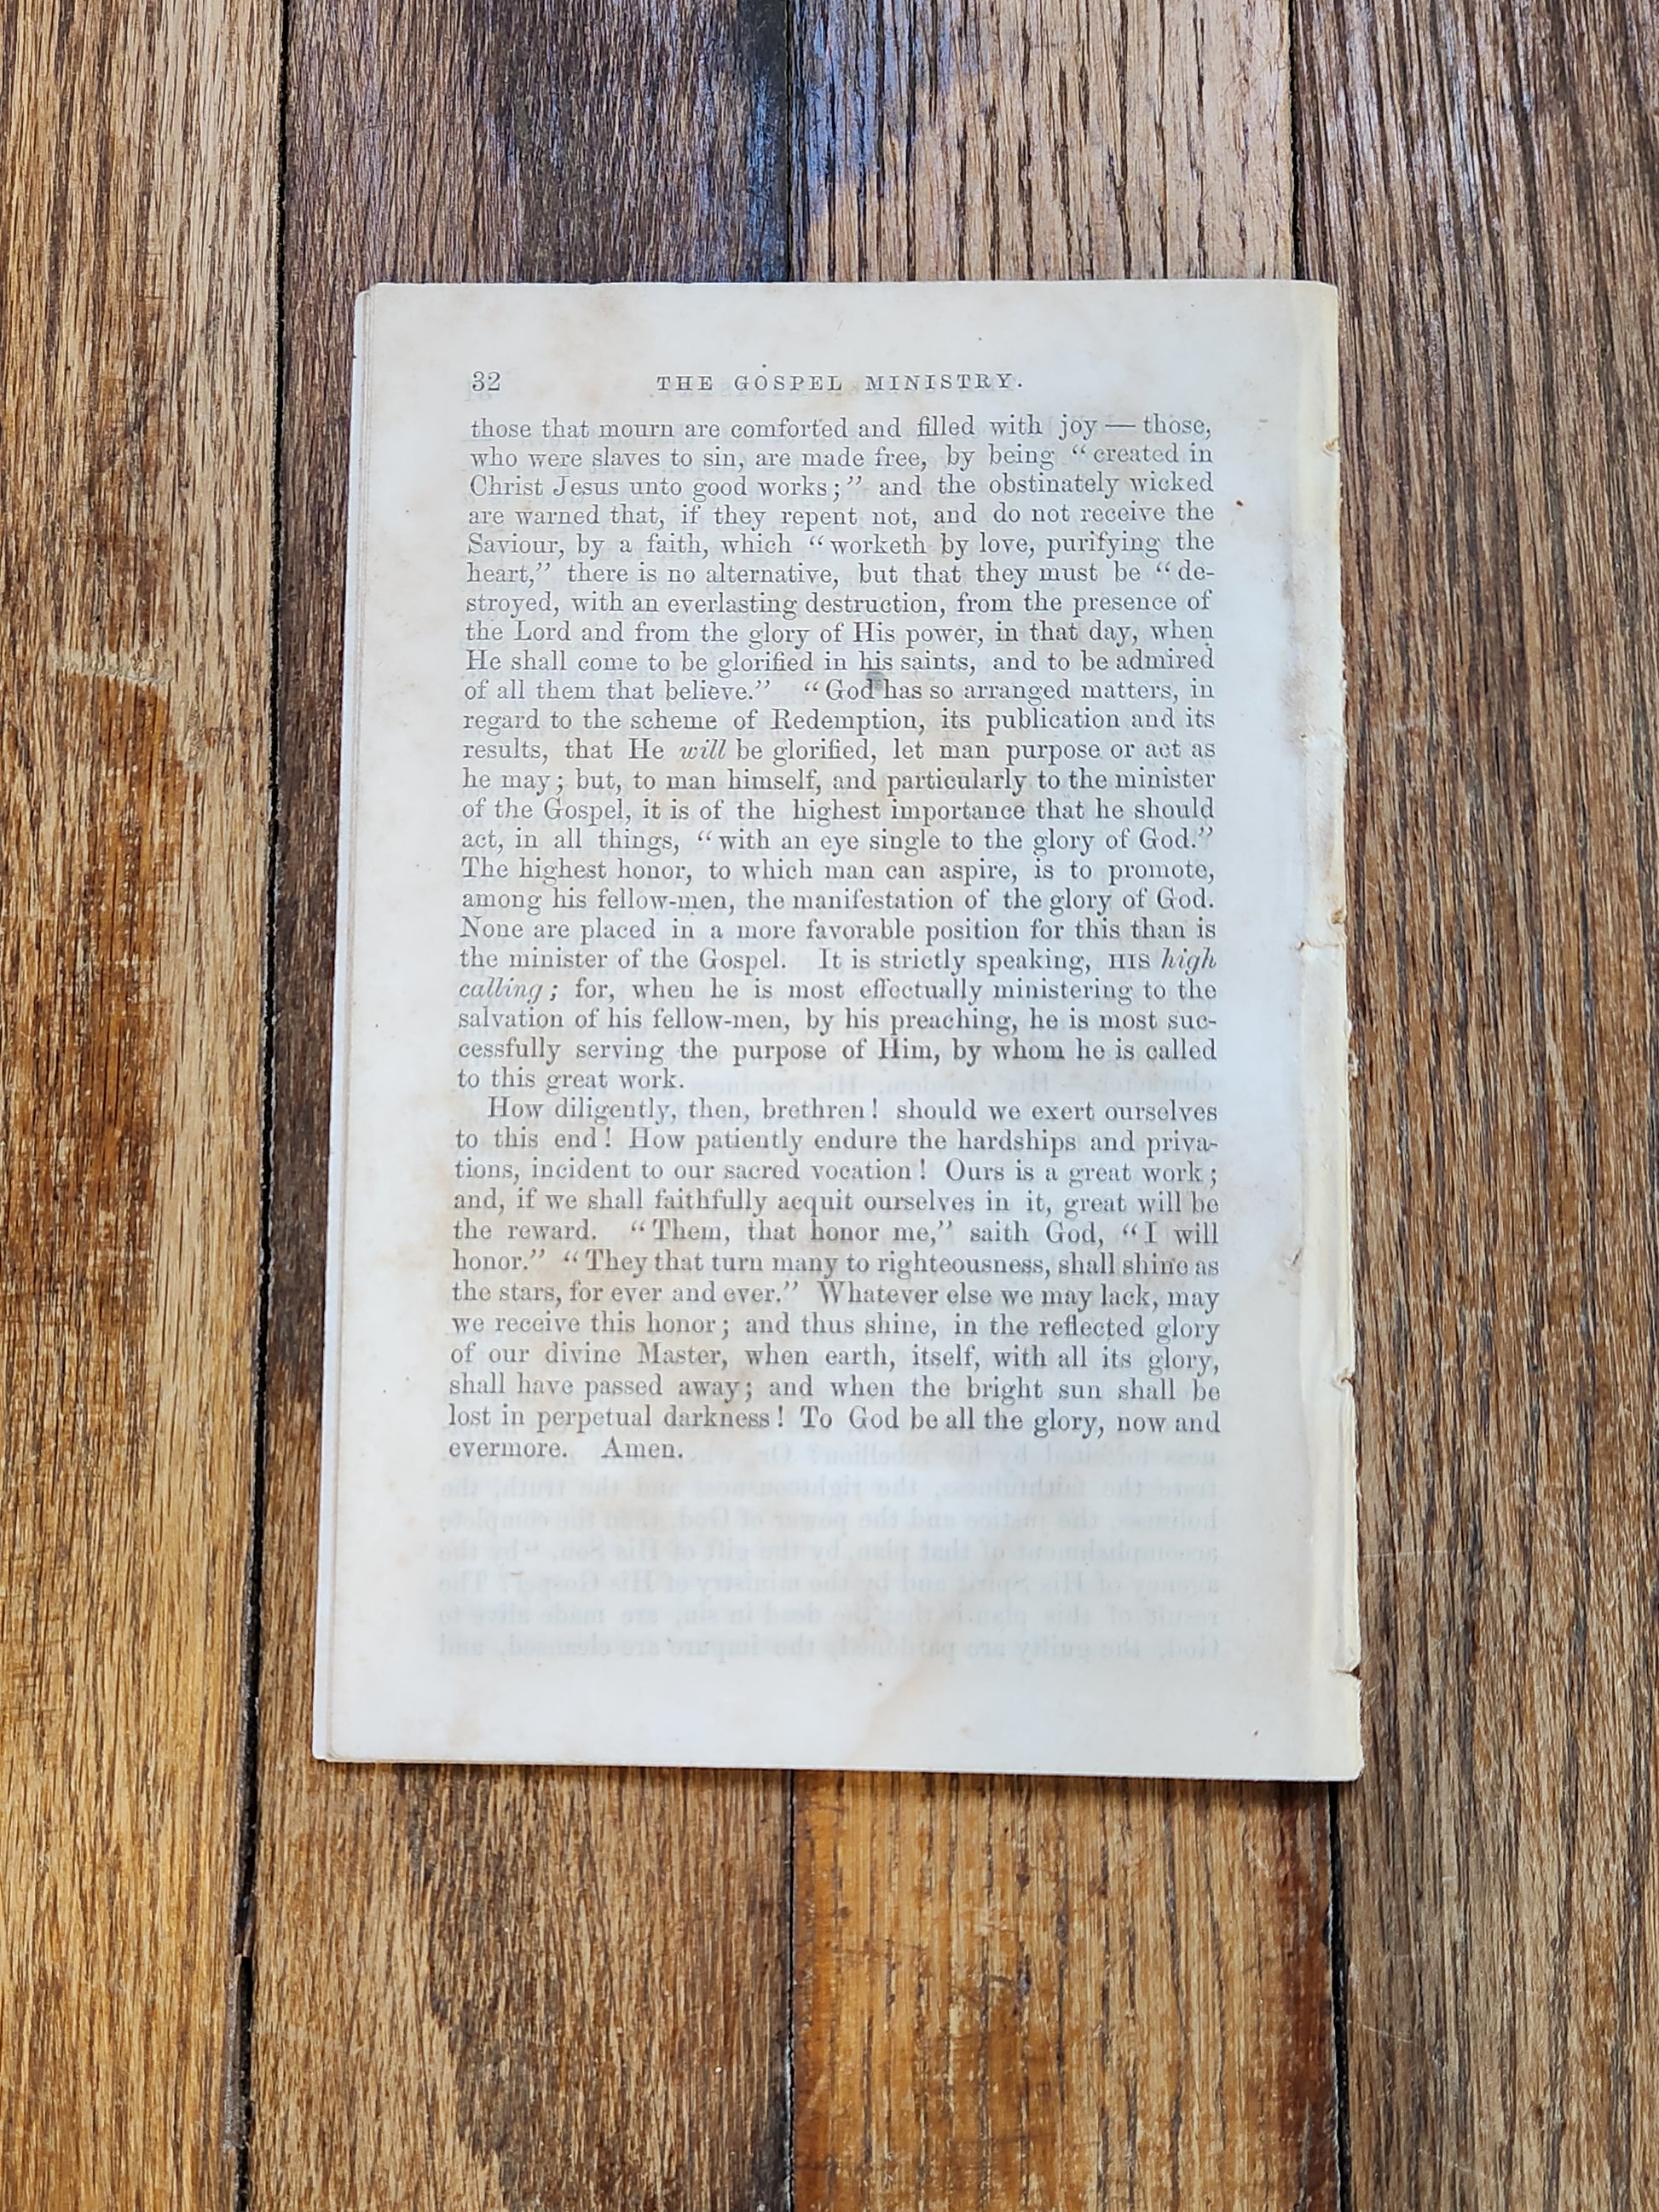 32 THE GOSPEL MINISTRY.
those that mourn are comforted and filled with joy — those,
who were slaves to sin, are made free, by being “created in
Christ Jesus unto good works;” and the obstinately wicked
are warned that, if they repent not, and do not receive the
Saviour, by a faith, which “worketh by love, purifying the
heart,” there is no alternative, but that they must be “de-
stroyed, with an everlasting destruction, from the presence of
the Lord and from the glory of His power, in that day, when
He shall come to be glorified in his saints, and to be admired
of all them that believe.” “God has so arranged matters, in
regard to the scheme of Redemption, its publication and its
results, that He will be glorified, let man purpose or act as
he may; but, to man himself, and particularly to the minister
of the Gospel, it is of the highest importance that he should
act, in all things, “with an eye single to the glory of God.”
The highest honor, to which man can aspire, is to promote,
among his fellow-men, the manifestation of the glory of God.
None are placed in a more favorable position for this than is
the minister of the Gospel. It is strictly speaking, HIS high
calling; for, when he is most effectually ministering to the
salvation of his fellow-men, by his preaching, he is most suc-
cessfully serving the purpose of Him, by whom he is called
to this great work.
How diligently, then, brethren! should we exert ourselves
to this end! How patiently endure the hardships and priva-
tions, incident to our sacred vocation! Ours is a great work;
and, if we shall faithfully acquit ourselves in it, great will be
the reward. “Them, that honor me,” saith God, “I will
honor.” “They that turn many to righteousness, shall shine as
the stars, for ever and ever.” Whatever else we may lack, may
we receive this honor; and thus shine, in the reflected glory
of our divine Master, when earth, itself, with all its glory,
shall have passed away; and when the bright sun shall be
lost in perpetual darkness! To God be all the glory, now and
evermore. Amen.